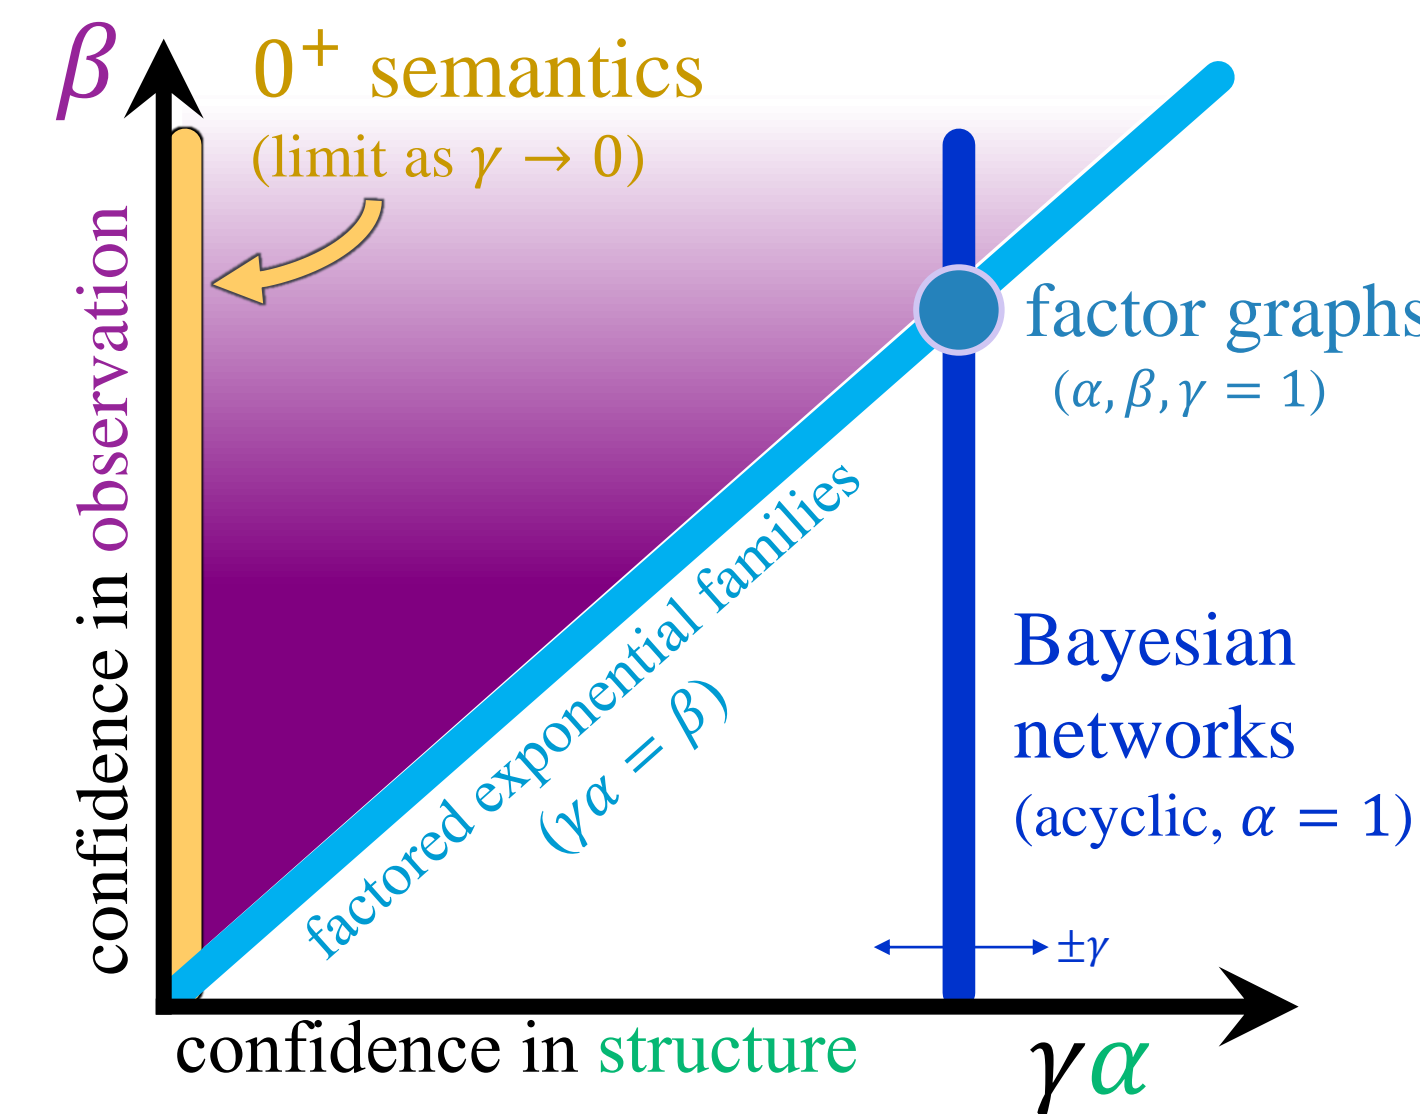 β
0⁺ semantics
(limit as γ → 0)
confidence in observation
factor graphs
(α, β, γ = 1)
factored exponential families
(γα = β)
Bayesian
networks
(acyclic, α = 1)
±γ
confidence in structure
γα